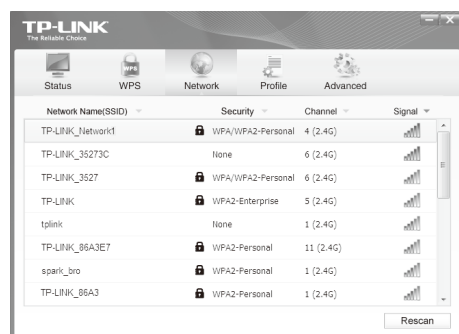 TP-LINK
The Reliable Choice
WPS
Status WPS Network Profile Advanced
Network Name(SSID) Security Channel Signal
TP-LINK_Network1 WPA/WPA2-Personal 4 (2.4G)
TP-LINK_35273C None 6 (2.4G)
TP-LINK_3527 WPA/WPA2-Personal 6 (2.4G)
TP-LINK WPA2-Enterprise 5 (2.4G)
tplink None 1 (2.4G)
TP-LINK_86A3E7 WPA2-Personal 11 (2.4G)
spark_bro WPA2-Personal 1 (2.4G)
TP-LINK_86A3 WPA2-Personal 1 (2.4G)
Rescan